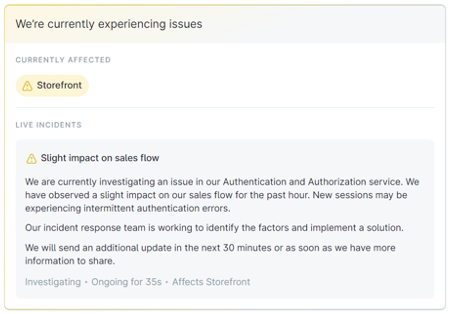 We're currently experiencing issues
CURRENTLY AFFECTED
Storefront
LIVE INCIDENTS
Slight impact on sales flow
We are currently investigating an issue in our Authentication and Authorization service. We
have observed a slight impact on our sales flow for the past hour. New sessions may be
experiencing intermittent authentication errors.
Our incident response team is working to identify the factors and implement a solution.
We will send an additional update in the next 30 minutes or as soon as we have more
information to share.
Investigating • Ongoing for 35s • Affects Storefront